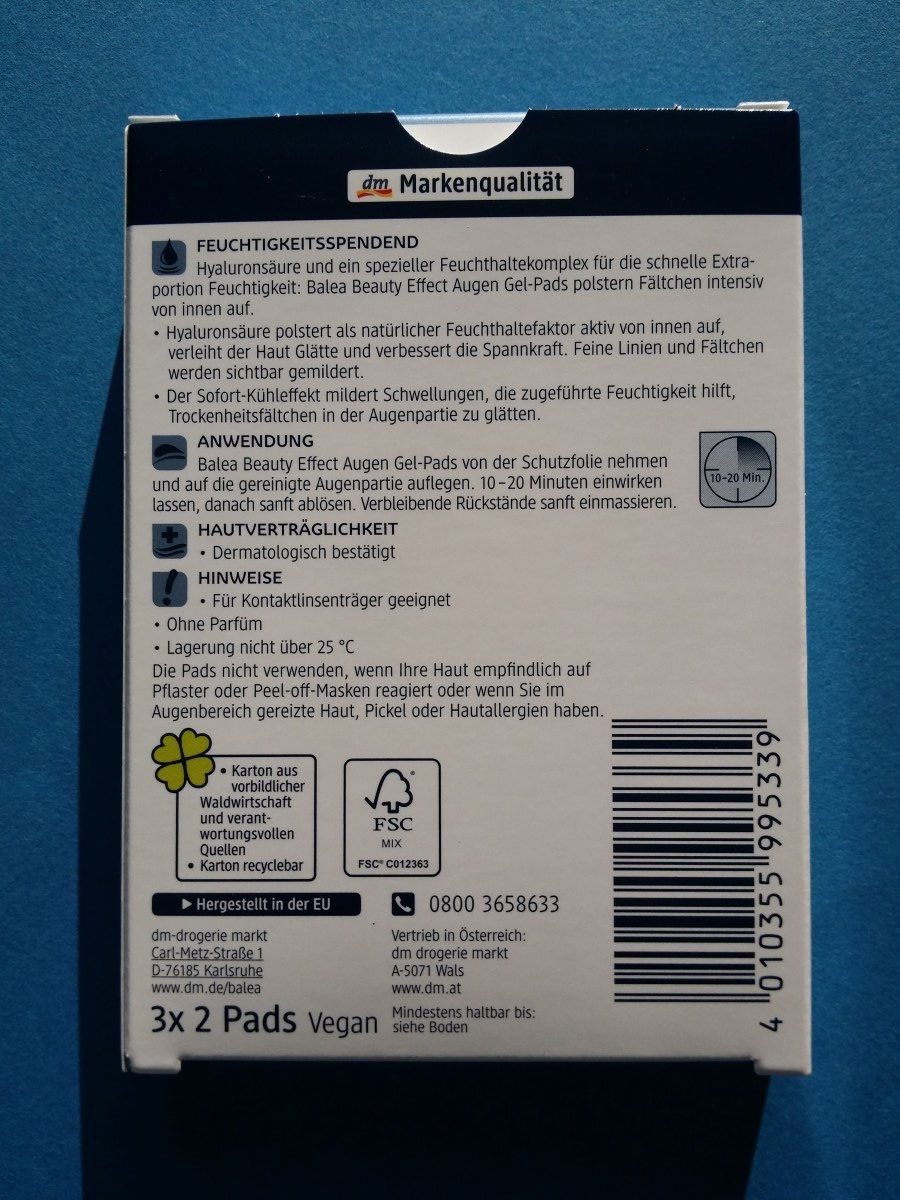 dm Markenqualität
FEUCHTIGKEITSSPENDEND
Hyaluronsäure und ein spezieller Feuchthaltekomplex für die schnelle Extra-
portion Feuchtigkeit: Balea Beauty Effect Augen Gel-Pads polstern Fältchen intensiv
von innen auf.
• Hyaluronsäure polstert als natürlicher Feuchthaltefaktor aktiv von innen auf,
verleiht der Haut Glätte und verbessert die Spannkraft. Feine Linien und Fältchen
werden sichtbar gemildert.
• Der Sofort-Kühleffekt mildert Schwellungen, die zugeführte Feuchtigkeit hilft,
Trockenheitsfältchen in der Augenpartie zu glätten.
ANWENDUNG
Balea Beauty Effect Augen Gel-Pads von der Schutzfolie nehmen
und auf die gereinigte Augenpartie auflegen. 10–20 Minuten einwirken
lassen, danach sanft ablösen. Verbleibende Rückstände sanft einmassieren.
10–20 Min.
HAUTVERTRÄGLICHKEIT
• Dermatologisch bestätigt
HINWEISE
• Für Kontaktlinsenträger geeignet
• Ohne Parfüm
• Lagerung nicht über 25 °C
Die Pads nicht verwenden, wenn Ihre Haut empfindlich auf
Pflaster oder Peel-off-Masken reagiert oder wenn Sie im
Augenbereich gereizte Haut, Pickel oder Hautallergien haben.
• Karton aus
vorbildlicher
Waldwirtschaft
und verant-
wortungsvollen
Quellen
• Karton recyclebar
®
FSC
MIX
FSC® C012363
4 010355 995339
▶ Hergestellt in der EU
0800 3658633
dm-drogerie markt
Carl-Metz-Straße 1
D-76185 Karlsruhe
www.dm.de/balea
Vertrieb in Österreich:
dm drogerie markt
A-5071 Wals
www.dm.at
3x 2 Pads Vegan
Mindestens haltbar bis:
siehe Boden